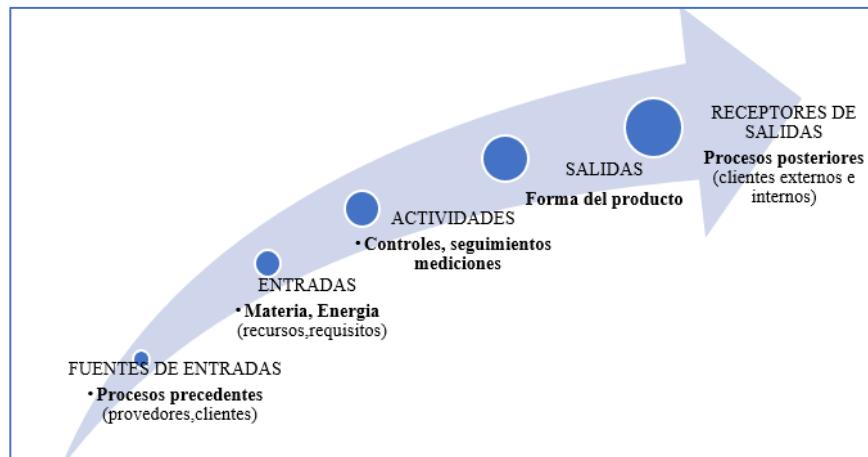 FUENTES DE ENTRADAS
• Procesos precedentes
(provedores,clientes)
ENTRADAS
• Materia, Energia
(recursos,requisitos)
ACTIVIDADES
• Controles, seguimientos
mediciones
SALIDAS
Forma del producto
RECEPTORES DE
SALIDAS
Procesos posteriores
(clientes externos e
internos)